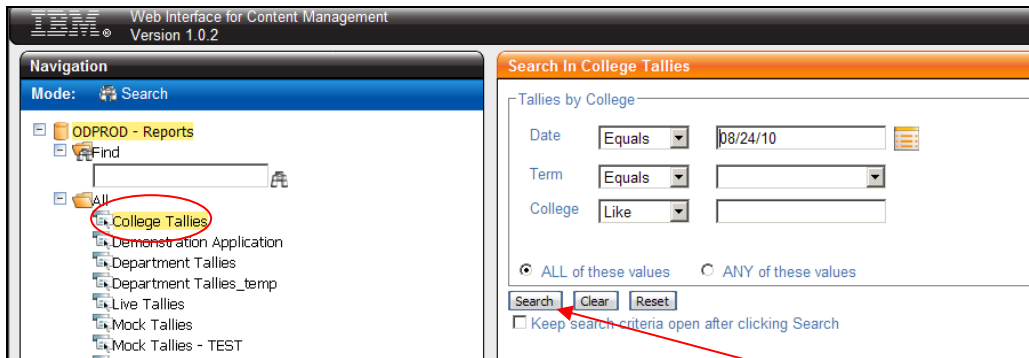 IBM ® Web Interface for Content Management
Version 1.0.2
Navigation
Mode: Search
ODPROD - Reports
Find
All
College Tallies
Demonstration Application
Department Tallies
Department Tallies_temp
Live Tallies
Mock Tallies
Mock Tallies - TEST
Search In College Tallies
Tallies by College
Date Equals 08/24/10
Term Equals
College Like
ALL of these values ANY of these values
Search Clear Reset
Keep search criteria open after clicking Search